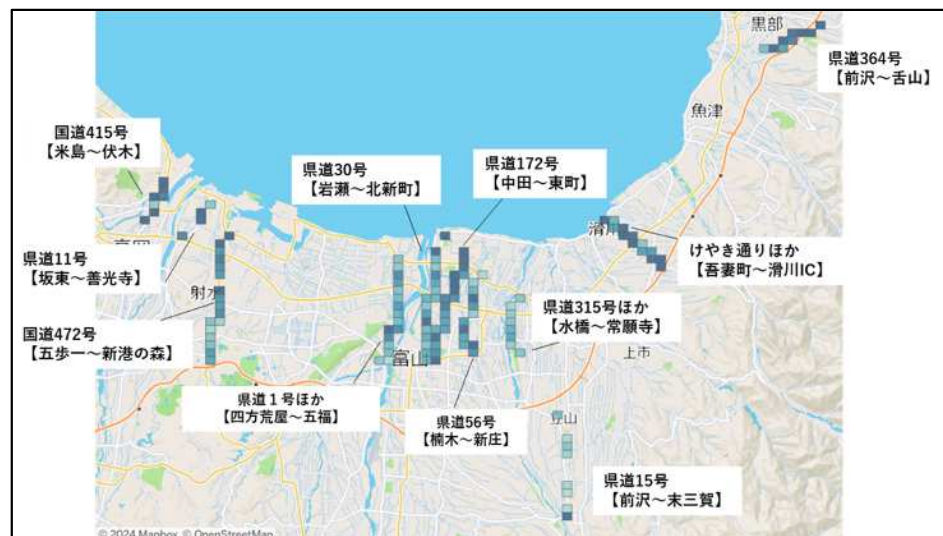 黒部
県道364号
【前沢～舌山】
魚津
国道415号
【米島～伏木】
県道30号
【岩瀬～北新町】
県道172号
【中田～東町】
滑川
けやき通りほか
【吾妻町～滑川IC】
県道11号
【坂東～善光寺】
射水
県道315号ほか
【水橋～常願寺】
国道472号
【五歩一～新港の森】
富山
上市
県道１号ほか
【四方荒屋～五福】
県道56号
【楠木～新庄】
立山
県道15号
【前沢～末三賀】
© 2024 Mapbox © OpenStreetMap